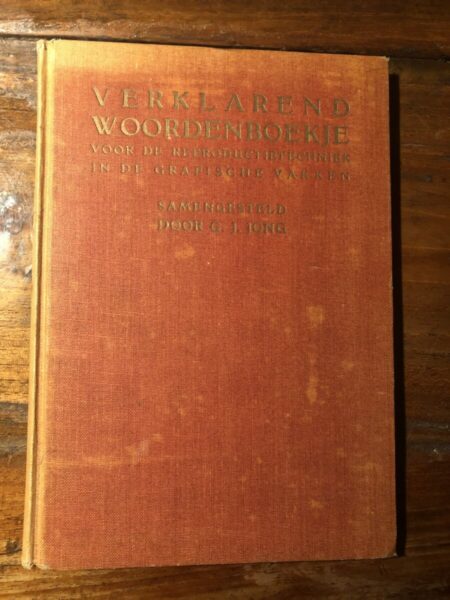 VERKLAREND
WOORDENBOEKJE
VOOR DE REPRODUCTIETECHNIEK
IN DE GRAFISCHE VAKKEN
SAMENGESTELD
DOOR G. J. JONG